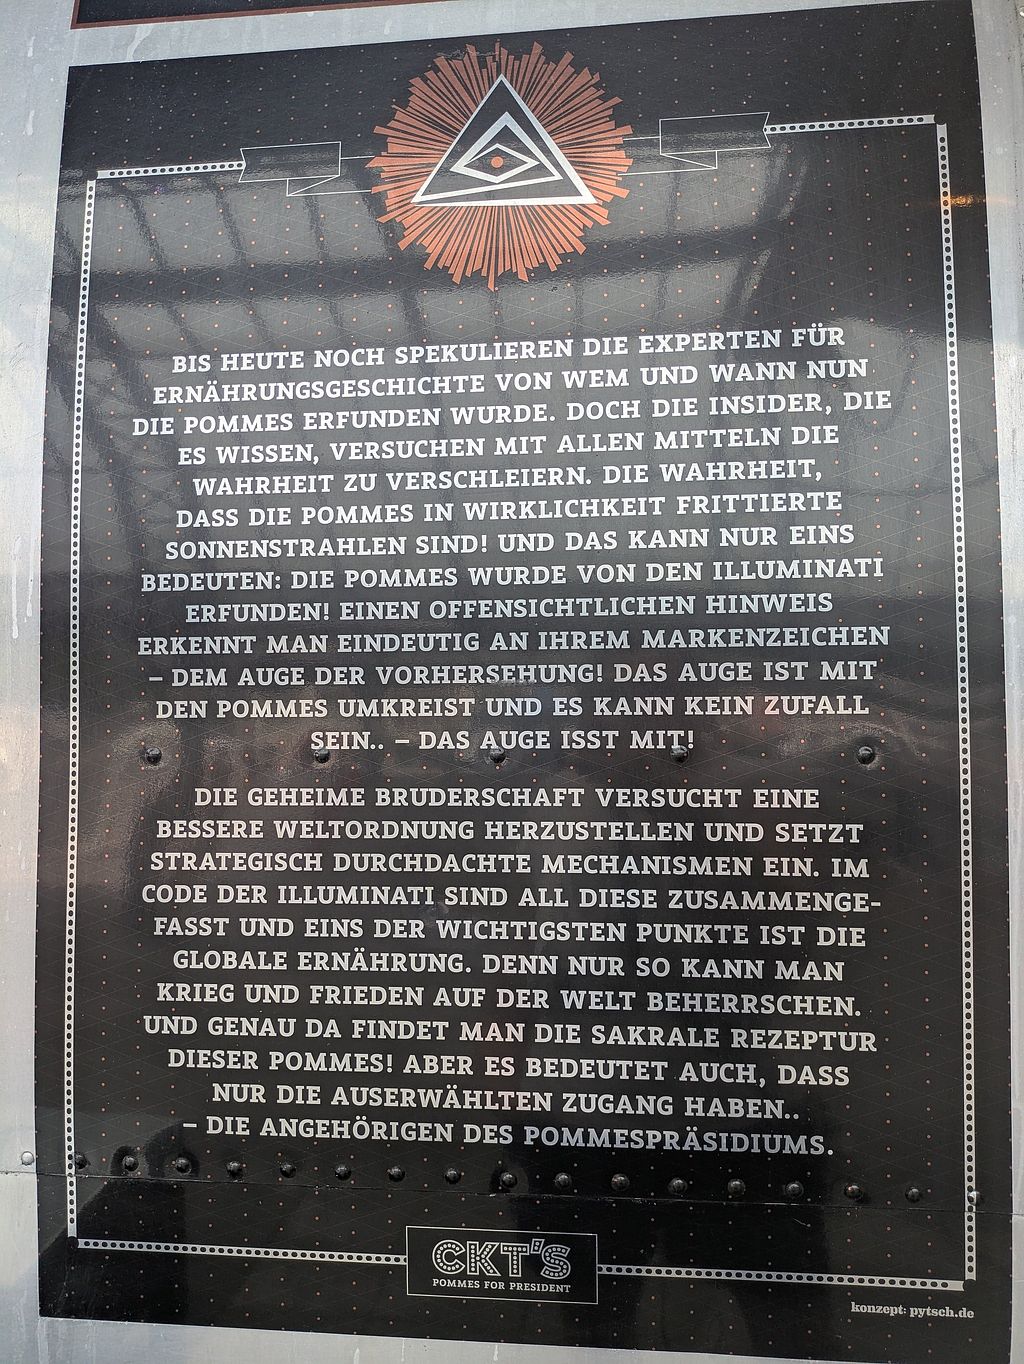 BIS HEUTE NOCH SPEKULIEREN DIE EXPERTEN FÜR
ERNÄHRUNGSGESCHICHTE VON WEM UND WANN NUN
DIE POMMES ERFUNDEN WURDE. DOCH DIE INSIDER, DIE
ES WISSEN, VERSUCHEN MIT ALLEN MITTELN DIE
WAHRHEIT ZU VERSCHLEIERN. DIE WAHRHEIT,
DASS DIE POMMES IN WIRKLICHKEIT FRITTIERTE
SONNENSTRAHLEN SIND! UND DAS KANN NUR EINS
BEDEUTEN: DIE POMMES WURDE VON DEN ILLUMINATI
ERFUNDEN! EINEN OFFENSICHTLICHEN HINWEIS
ERKENNT MAN EINDEUTIG AN IHREM MARKENZEICHEN
– DEM AUGE DER VORHERSEHUNG! DAS AUGE IST MIT
DEN POMMES UMKREIST UND ES KANN KEIN ZUFALL
SEIN.. – DAS AUGE ISST MIT!
DIE GEHEIME BRUDERSCHAFT VERSUCHT EINE
BESSERE WELTORDNUNG HERZUSTELLEN UND SETZT
STRATEGISCH DURCHDACHTE MECHANISMEN EIN. IM
CODE DER ILLUMINATI SIND ALL DIESE ZUSAMMENGE-
FASST UND EINS DER WICHTIGSTEN PUNKTE IST DIE
GLOBALE ERNÄHRUNG. DENN NUR SO KANN MAN
KRIEG UND FRIEDEN AUF DER WELT BEHERRSCHEN.
UND GENAU DA FINDET MAN DIE SAKRALE REZEPTUR
DIESER POMMES! ABER ES BEDEUTET AUCH, DASS
NUR DIE AUSERWÄHLTEN ZUGANG HABEN..
– DIE ANGEHÖRIGEN DES POMMESPRÄSIDIUMS.
CKT'S
POMMES FOR PRESIDENT
konzept: pytsch.de